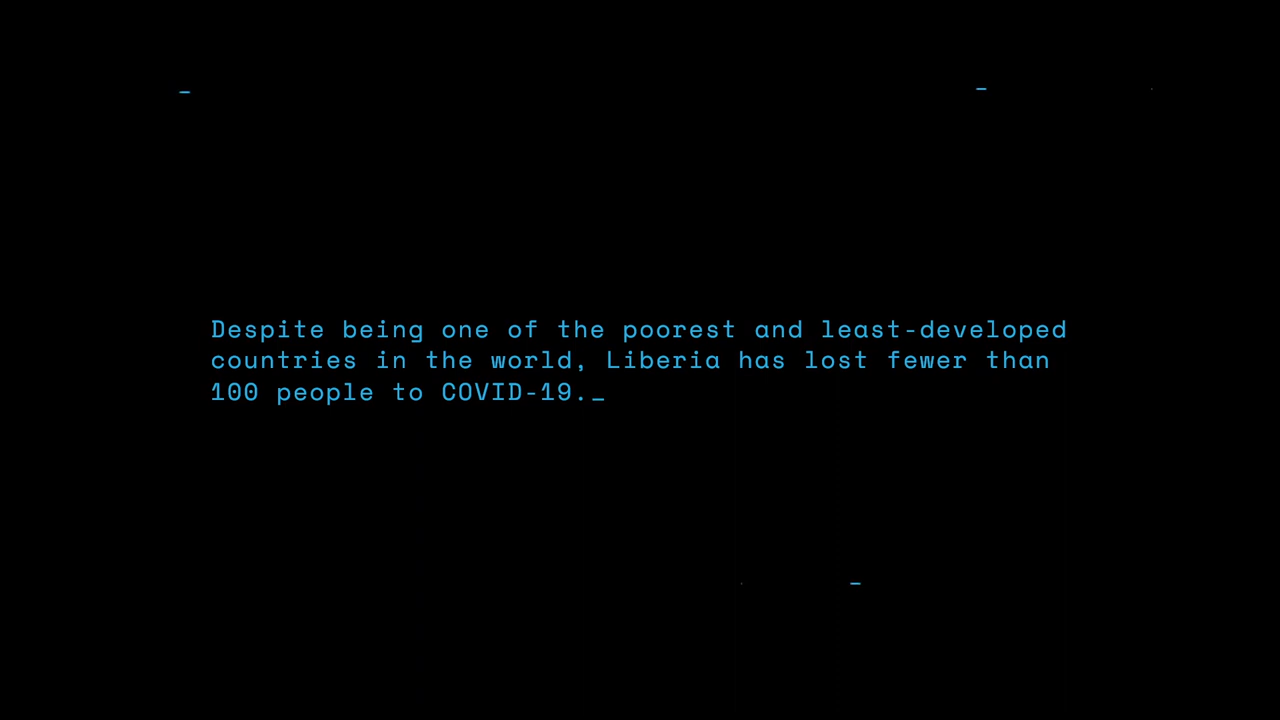 Despite being one of the poorest and least-developed
countries in the world, Liberia has lost fewer than
100 people to COVID-19._